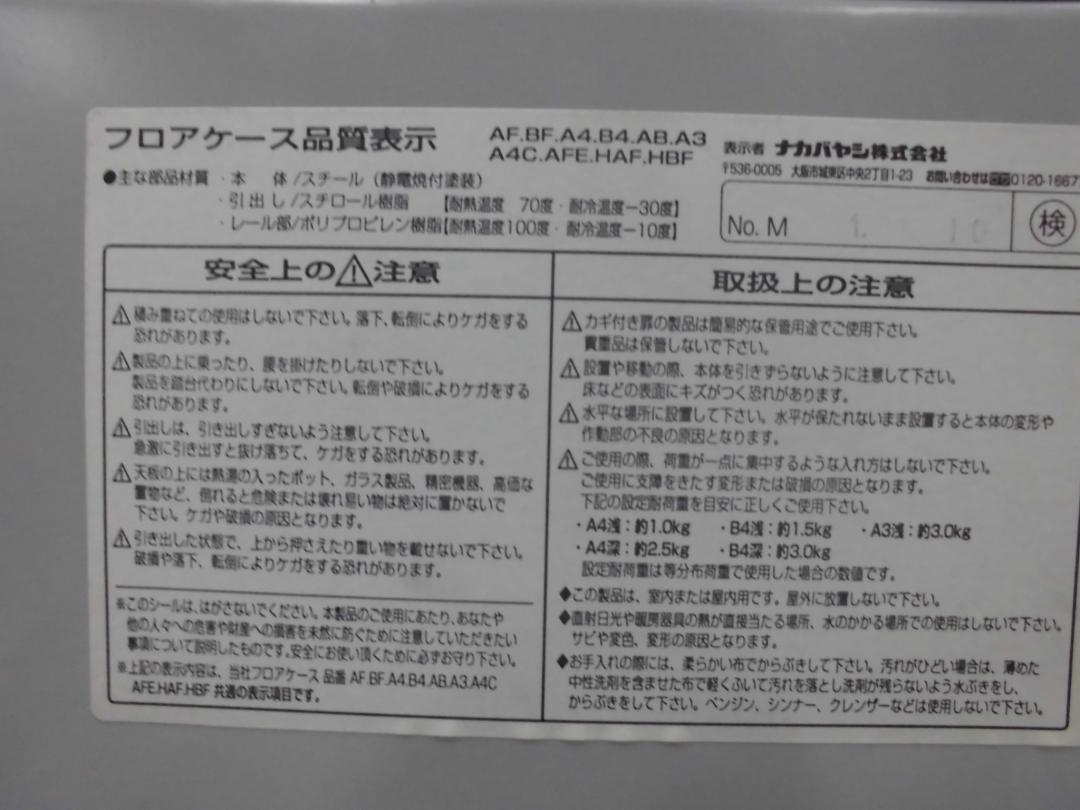 フロアケース品質表示
AF.BF.A4.B4.AB.A3
A4C.AFE.HAF.HBF
表示者 ナカバヤシ株式会社
〒536-0005 大阪市城東区中央2丁目1-23 お問い合わせは 0120-1667
●主な部品材質・本 体/スチール(静電焼付塗装)
・引出し/スチロール樹脂 【耐熱温度 70度・耐冷温度−30度】
・レール部/ポリプロピレン樹脂【耐熱温度100度・耐冷温度−10度】
No. M 1. 10 検
安全上の⚠注意
⚠積み重ねての使用はしないで下さい。落下、転倒によりケガをする
恐れがあります。
⚠製品の上に乗ったり、腰を掛けたりしないで下さい。
製品を踏台代わりにしないで下さい。転倒や破損によりケガをする
恐れがあります。
⚠引出しは、引き出しすぎないよう注意して下さい。
急激に引き出すと抜け落ちて、ケガをする恐れがあります。
⚠天板の上には熱湯の入ったポット、ガラス製品、精密機器、高価な
置物など、倒れると危険または壊れ易い物は絶対に置かないで
下さい。ケガや破損の原因となります。
⚠引き出した状態で、上から押さえたり重い物を載せないで下さい。
破損や落下、転倒によりケガをする恐れがあります。
※このシールは、はがさないでください。本製品のご使用にあたり、あなたや
他の人々への危害や財産への損害を未然に防ぐために注意していただきたい
事項について説明したものです。安全にお使い頂くために必ずお守り下さい。
※上記の表示内容は、当社フロアケース 品番 AF.BF.A4.B4.AB.A3.A4C
AFE.HAF.HBF 共通の表示項目です。
取扱上の注意
⚠カギ付き扉の製品は簡易的な保管用途でご使用下さい。
貴重品は保管しないで下さい。
⚠設置や移動の際、本体を引きずらないように注意して下さい。
床などの表面にキズがつく恐れがあります。
⚠水平な場所に設置して下さい。水平が保たれないまま設置すると本体の変形や
作動部の不良の原因となります。
⚠ご使用の際、荷重が一点に集中するような入れ方はしないで下さい。
ご使用に支障をきたす変形または破損の原因となります。
下記の設定耐荷重を目安に正しくご使用下さい。
・A4浅:約1.0kg ・B4浅:約1.5kg ・A3浅:約3.0kg
・A4深:約2.5kg ・B4深:約3.0kg
設定耐荷重は等分布荷重で使用した場合の数値です。
◆この製品は、室内または屋内用です。屋外に放置しないで下さい。
◆直射日光や暖房器具の熱が直接当たる場所、水のかかる場所での使用はしないで下さい。
サビや変色、変形の原因となります。
◆お手入れの際には、柔らかい布でからぶきして下さい。汚れがひどい場合は、薄めた
中性洗剤を含ませた布で軽くふいて汚れを落とし洗剤が残らないよう水ぶきをし、
からぶきをして下さい。ベンジン、シンナー、クレンザーなどは使用しないで下さい。